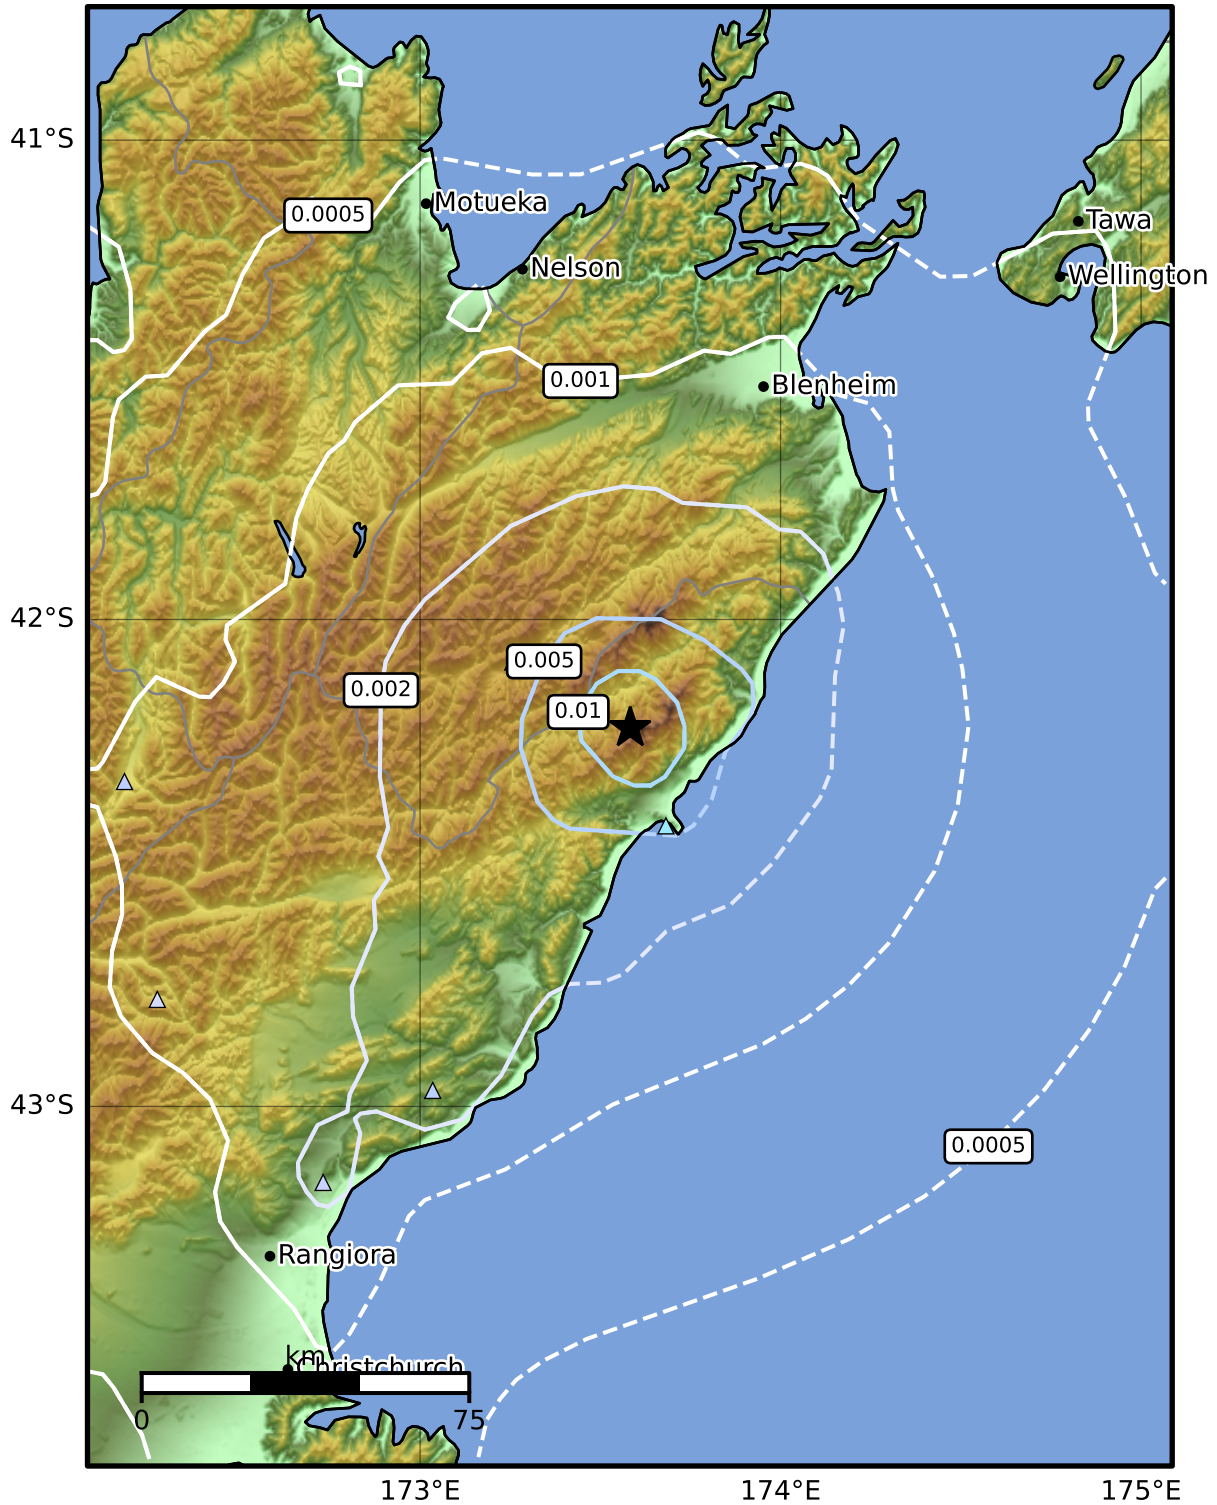 41°S
Motueka
0.0005
Tawa
Nelson
Wellington
0.001
Blenheim
42°S
0.005
0.002
0.01
43°S
0.0005
Rangiora
km
Christchurch
0
75
173°E
174°E
175°E